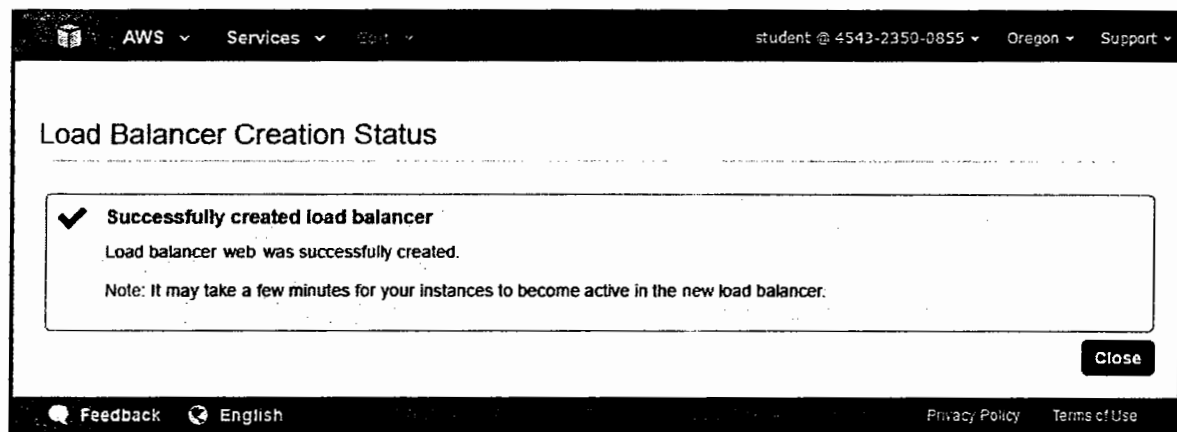 AWS Services Edit student @ 4543-2350-0855 Oregon Support
Load Balancer Creation Status
Successfully created load balancer
Load balancer web was successfully created.
Note: It may take a few minutes for your instances to become active in the new load balancer.
Close
Feedback English Privacy Policy Terms of Use